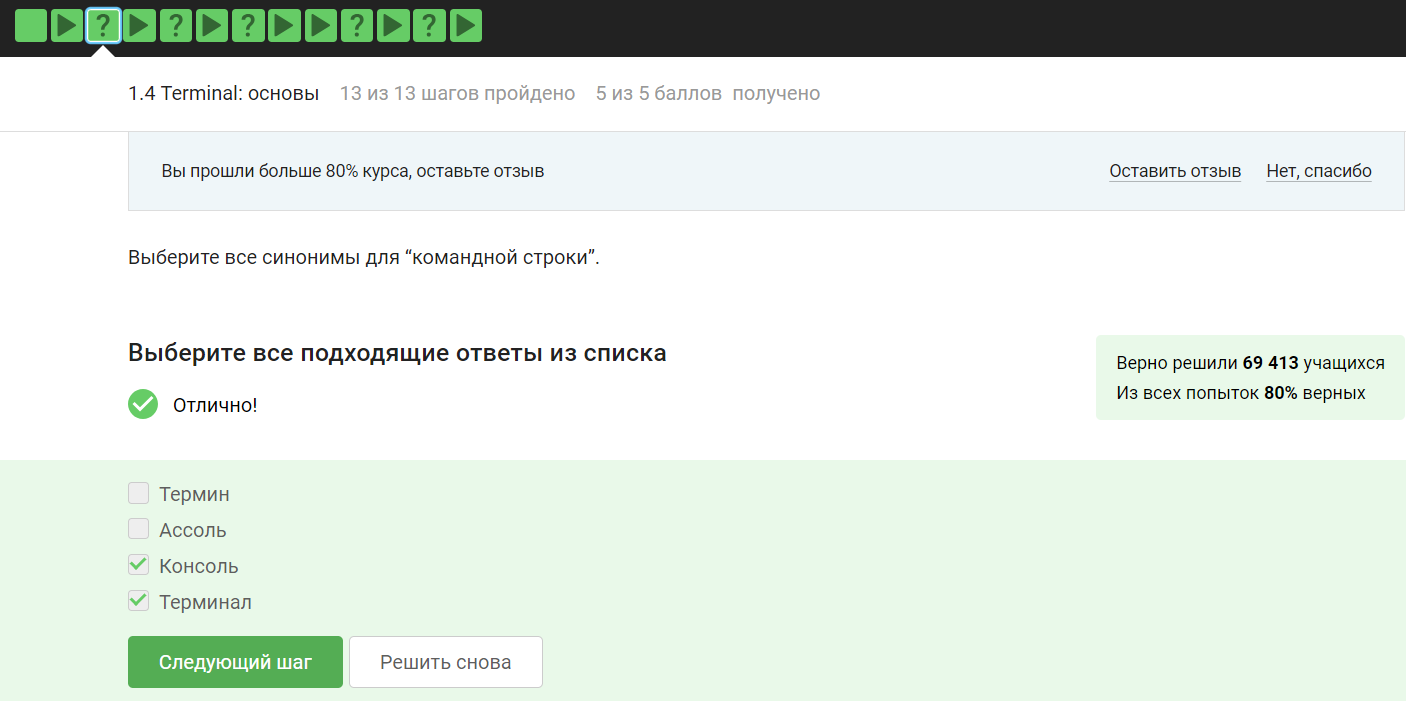 ? ? ? ? ?
1.4 Terminal: основы 13 из 13 шагов пройдено 5 из 5 баллов получено
Вы прошли больше 80% курса, оставьте отзыв Оставить отзыв Нет, спасибо
Выберите все синонимы для “командной строки”.
Выберите все подходящие ответы из списка
Верно решили 69 413 учащихся
Из всех попыток 80% верных
Отлично!
Термин
Ассоль
Консоль
Терминал
Следующий шаг Решить снова